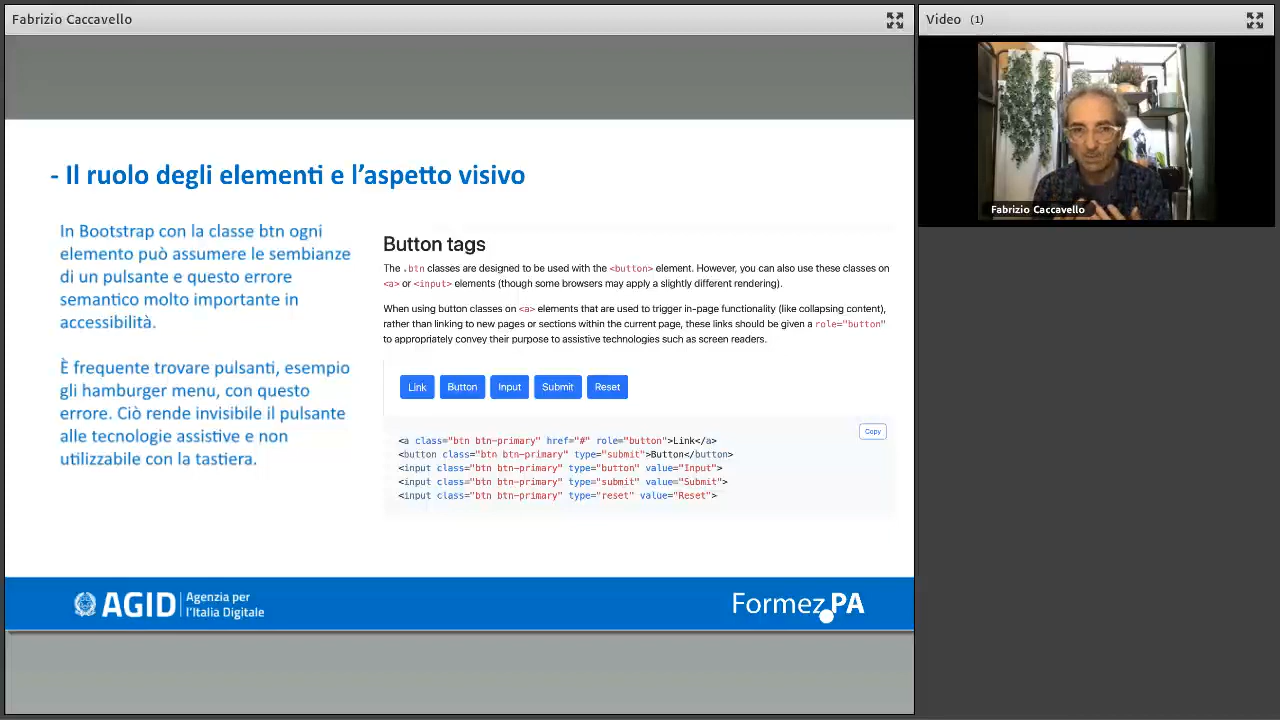 Fabrizio Caccavello
Video (1)
Fabrizio Caccavello
- Il ruolo degli elementi e l'aspetto visivo
In Bootstrap con la classe btn ogni
elemento può assumere le sembianze
di un pulsante e questo errore
semantico molto importante in
accessibilità.
È frequente trovare pulsanti, esempio
gli hamburger menu, con questo
errore. Ciò rende invisibile il pulsante
alle tecnologie assistive e non
utilizzabile con la tastiera.
Button tags
The .btn classes are designed to be used with the <button> element. However, you can also use these classes on
<a> or <input> elements (though some browsers may apply a slightly different rendering).
When using button classes on <a> elements that are used to trigger in-page functionality (like collapsing content),
rather than linking to new pages or sections within the current page, these links should be given a role="button"
to appropriately convey their purpose to assistive technologies such as screen readers.
Link Button Input Submit Reset
Copy
<a class="btn btn-primary" href="#" role="button">Link</a>
<button class="btn btn-primary" type="submit">Button</button>
<input class="btn btn-primary" type="button" value="Input">
<input class="btn btn-primary" type="submit" value="Submit">
<input class="btn btn-primary" type="reset" value="Reset">
AGID Agenzia per
l'Italia Digitale
Formez PA